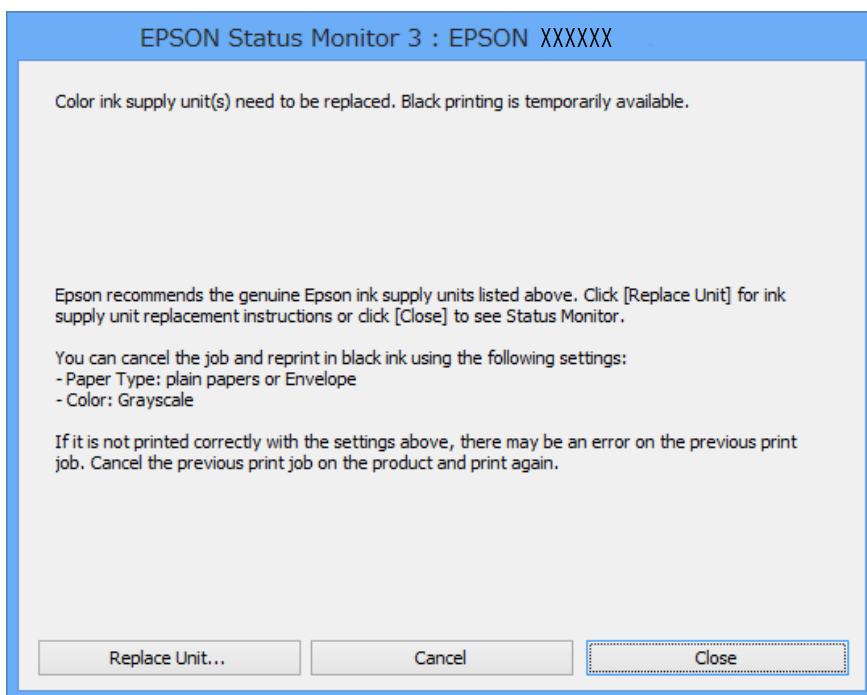 EPSON Status Monitor 3 : EPSON XXXXXX
Color ink supply unit(s) need to be replaced. Black printing is temporarily available.
Epson recommends the genuine Epson ink supply units listed above. Click [Replace Unit] for ink
supply unit replacement instructions or click [Close] to see Status Monitor.
You can cancel the job and reprint in black ink using the following settings:
- Paper Type: plain papers or Envelope
- Color: Grayscale
If it is not printed correctly with the settings above, there may be an error on the previous print
job. Cancel the previous print job on the product and print again.
Replace Unit...
Cancel
Close